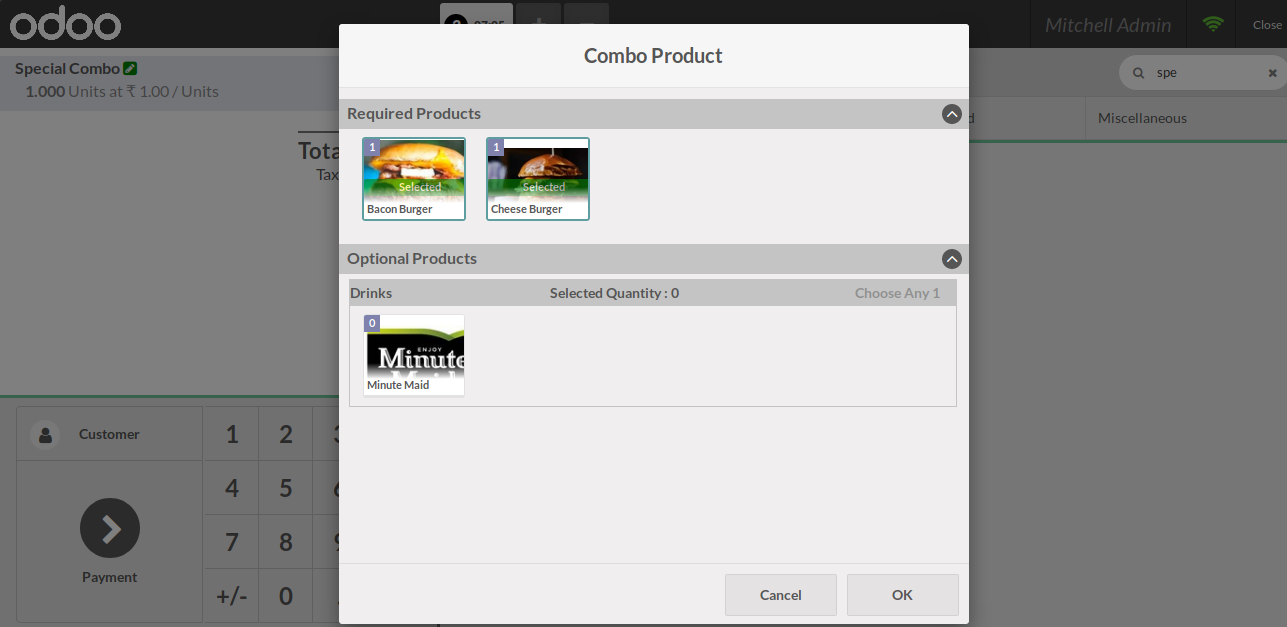 odoo
Mitchell Admin
Close
Special Combo
1.000 Units at ₹ 1.00 / Units
spe
Miscellaneous
Tax
Combo Product
Required Products
1
Selected
Bacon Burger
1
Selected
Cheese Burger
Optional Products
Drinks
Selected Quantity : 0
Choose Any 1
0
ENJOY
Minute
Minute Maid
Customer
1
2
4
5
7
8
+/-
0
Payment
Cancel
OK